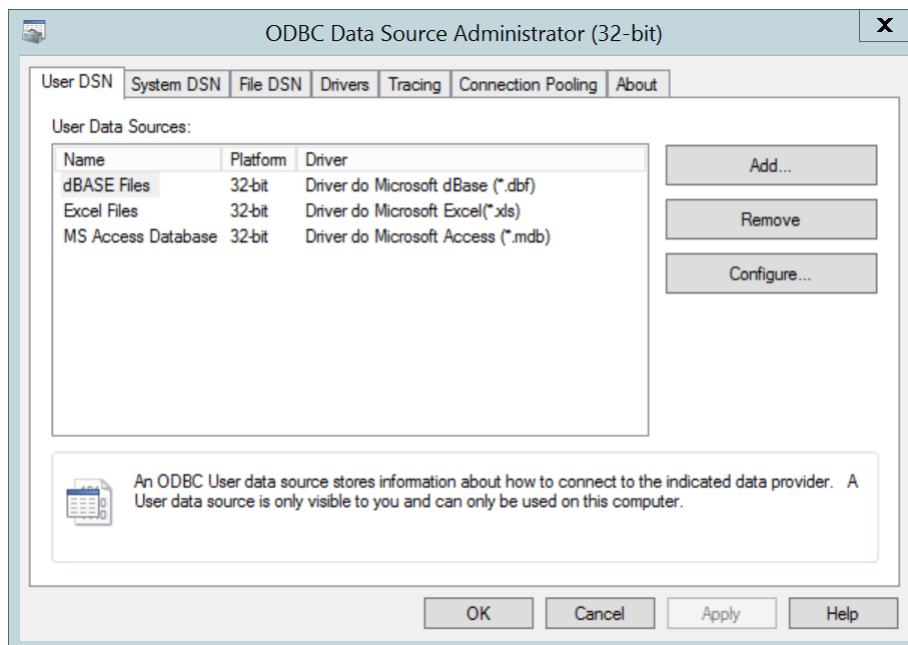 ODBC Data Source Administrator (32-bit)
X
User DSN System DSN File DSN Drivers Tracing Connection Pooling About
User Data Sources:
Name Platform Driver
dBASE Files 32-bit Driver do Microsoft dBase (*.dbf)
Excel Files 32-bit Driver do Microsoft Excel(*.xls)
MS Access Database 32-bit Driver do Microsoft Access (*.mdb)
Add...
Remove
Configure...
An ODBC User data source stores information about how to connect to the indicated data provider. A
User data source is only visible to you and can only be used on this computer.
OK Cancel Apply Help